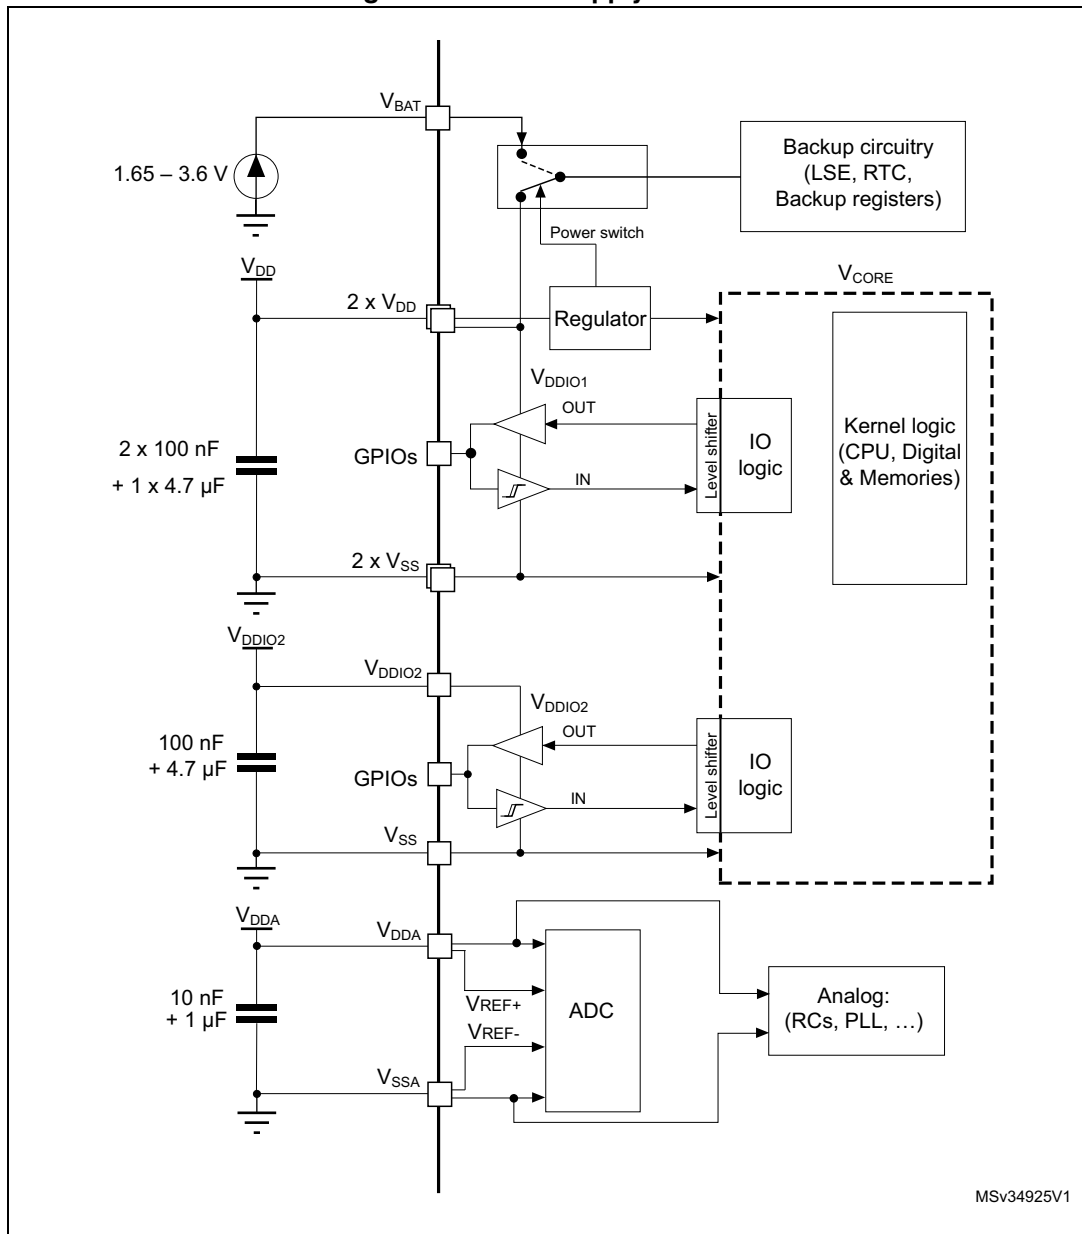 VBAT
1.65 – 3.6 V
Backup circuitry
(LSE, RTC,
Backup registers)
Power switch
VDD
2 x VDD
Regulator
VCORE
VDDIO1
OUT
GPIOs
IN
Level shifter
IO
logic
Kernel logic
(CPU, Digital
& Memories)
2 x 100 nF
+ 1 x 4.7 µF
2 x VSS
VDDIO2
VDDIO2
VDDIO2
OUT
GPIOs
IN
Level shifter
IO
logic
100 nF
+ 4.7 µF
VSS
VDDA
VDDA
10 nF
+ 1 µF
VREF+
VREF-
ADC
Analog:
(RCs, PLL, …)
VSSA
MSv34925V1